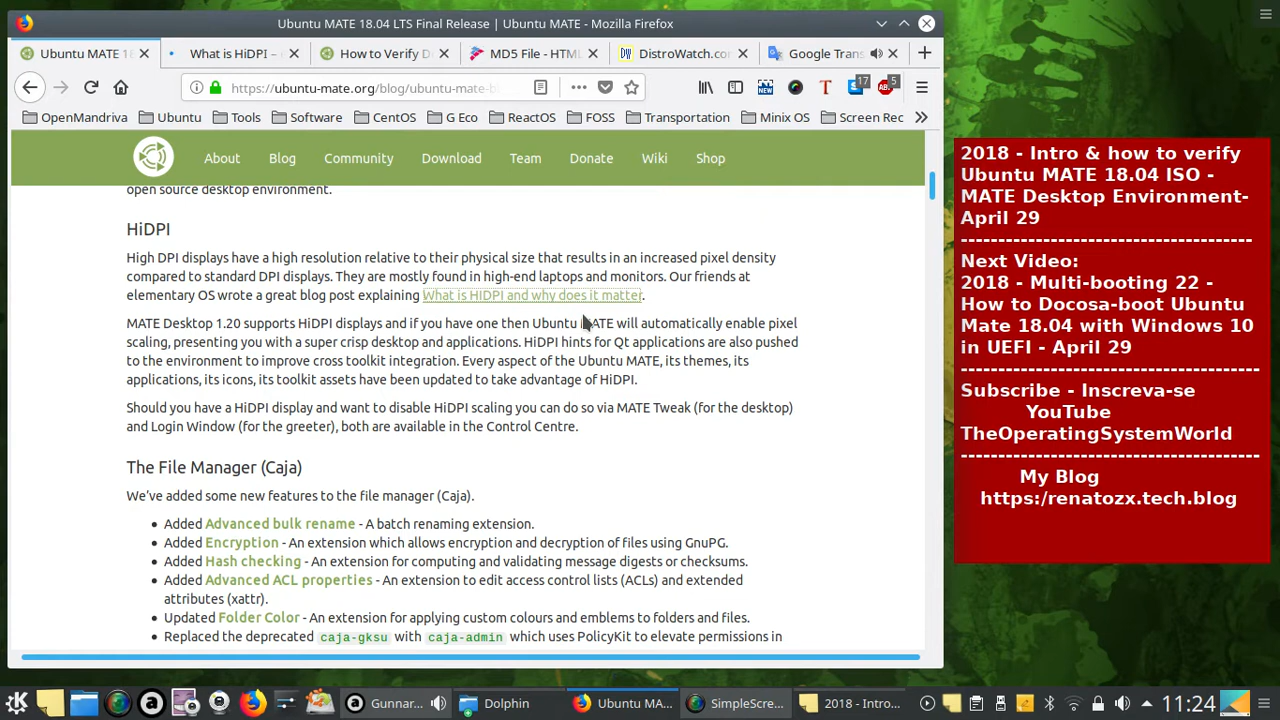 Ubuntu MATE 18.04 LTS Final Release | Ubuntu MATE - Mozilla Firefox
Ubuntu MATE 18
What is HiDPI –
How to Verify D
MD5 File - HTML
DistroWatch.co
Google Trans
https://ubuntu-mate.org/blog/ubuntu-mate-b
17
5
OpenMandriva
Ubuntu
Tools
Software
CentOS
G Eco
ReactOS
FOSS
Transportation
Minix OS
Screen Rec
About
Blog
Community
Download
Team
Donate
Wiki
Shop
open source desktop environment.
HiDPI
High DPI displays have a high resolution relative to their physical size that results in an increased pixel density
compared to standard DPI displays. They are mostly found in high-end laptops and monitors. Our friends at
elementary OS wrote a great blog post explaining What is HIDPI and why does it matter.
MATE Desktop 1.20 supports HiDPI displays and if you have one then Ubuntu MATE will automatically enable pixel
scaling, presenting you with a super crisp desktop and applications. HiDPI hints for Qt applications are also pushed
to the environment to improve cross toolkit integration. Every aspect of the Ubuntu MATE, its themes, its
applications, its icons, its toolkit assets have been updated to take advantage of HiDPI.
Should you have a HiDPI display and want to disable HiDPI scaling you can do so via MATE Tweak (for the desktop)
and Login Window (for the greeter), both are available in the Control Centre.
The File Manager (Caja)
We've added some new features to the file manager (Caja).
• Added Advanced bulk rename - A batch renaming extension.
• Added Encryption - An extension which allows encryption and decryption of files using GnuPG.
• Added Hash checking - An extension for computing and validating message digests or checksums.
• Added Advanced ACL properties - An extension to edit access control lists (ACLs) and extended
attributes (xattr).
• Updated Folder Color - An extension for applying custom colours and emblems to folders and files.
• Replaced the deprecated caja-gksu with caja-admin which uses PolicyKit to elevate permissions in
2018 - Intro & how to verify
Ubuntu MATE 18.04 ISO -
MATE Desktop Environment-
April 29
----------------------------------------
Next Video:
2018 - Multi-booting 22 -
How to Docosa-boot Ubuntu
Mate 18.04 with Windows 10
in UEFI - April 29
-----------------------------------------
Subscribe - Inscreva-se
YouTube
TheOperatingSystemWorld
-----------------------------------------
My Blog
https:/renatozx.tech.blog
Gunnar...
Dolphin
Ubuntu MA...
SimpleScre...
2018 - Intro...
11:24